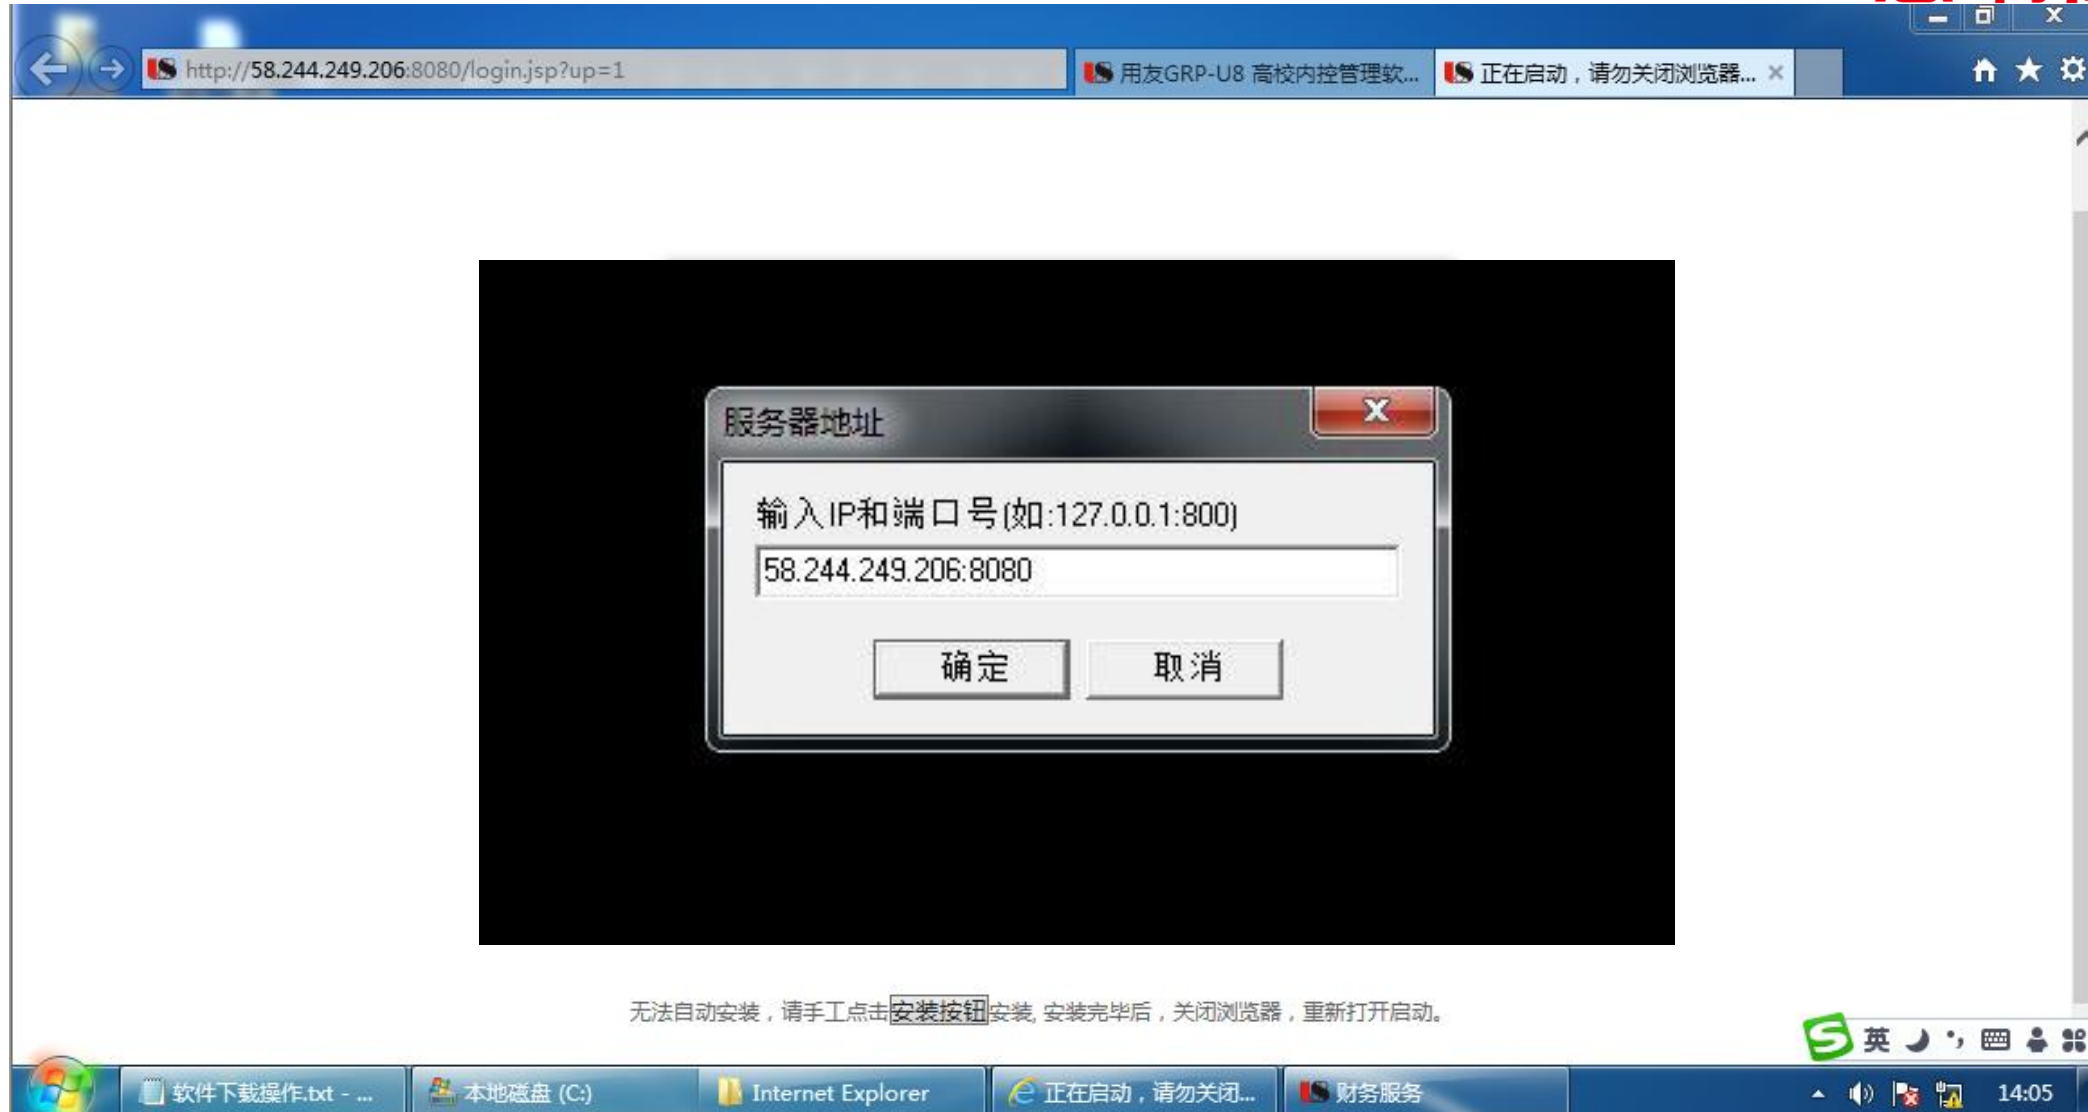 http://58.244.249.206:8080/login.jsp?up=1
用友GRP-U8 高校内控管理软...
正在启动，请勿关闭浏览器...
服务器地址
输入IP和端口号(如:127.0.0.1:800)
58.244.249.206:8080
确定
取消
无法自动安装，请手工点击安装按钮安装, 安装完毕后，关闭浏览器，重新打开启动。
英
软件下载操作.txt - ...
本地磁盘 (C:)
Internet Explorer
正在启动，请勿关闭...
财务服务
14:05